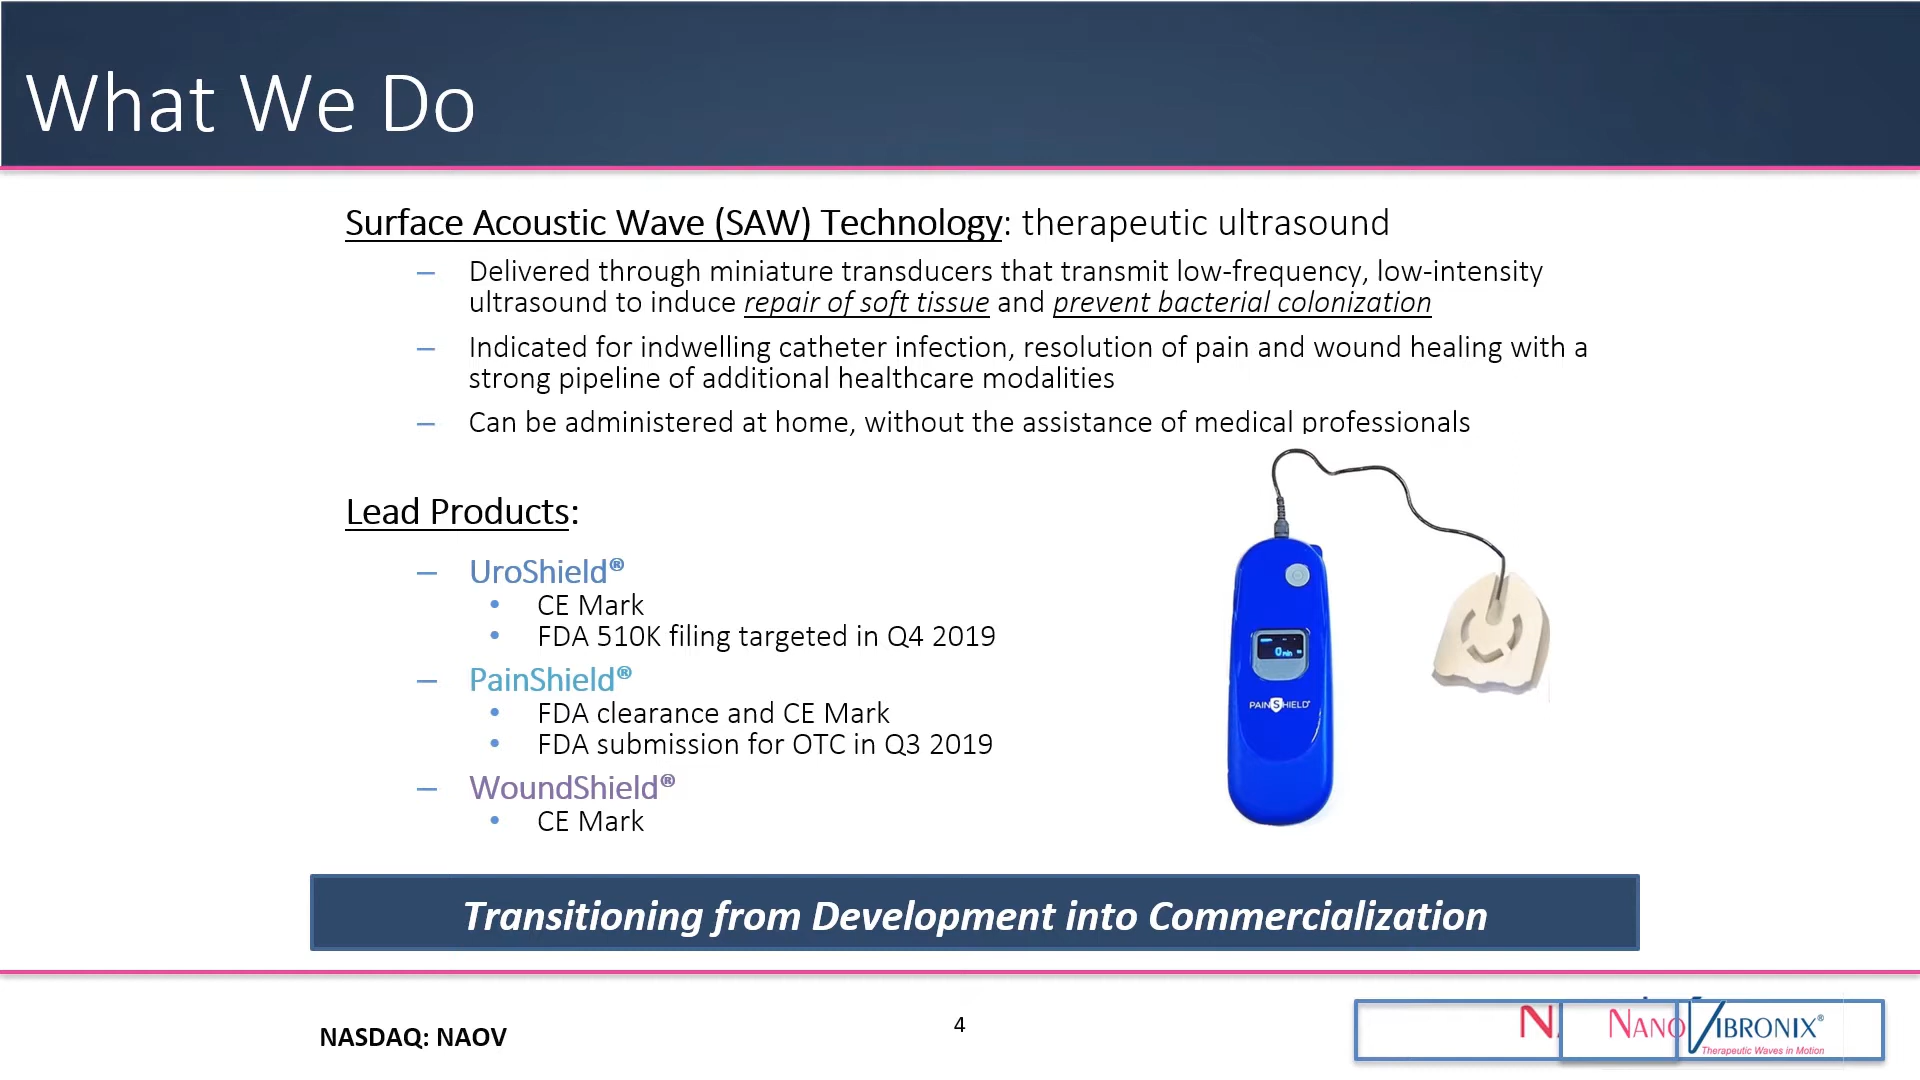 What We Do
Surface Acoustic Wave (SAW) Technology: therapeutic ultrasound
– Delivered through miniature transducers that transmit low-frequency, low-intensity
ultrasound to induce repair of soft tissue and prevent bacterial colonization
– Indicated for indwelling catheter infection, resolution of pain and wound healing with a
strong pipeline of additional healthcare modalities
– Can be administered at home, without the assistance of medical professionals
Lead Products:
– UroShield®
• CE Mark
• FDA 510K filing targeted in Q4 2019
– PainShield®
• FDA clearance and CE Mark
• FDA submission for OTC in Q3 2019
– WoundShield®
• CE Mark
0 min
PAINSHIELD
Transitioning from Development into Commercialization
NASDAQ: NAOV
4
NANOVIBRONIX®
Therapeutic Waves in Motion